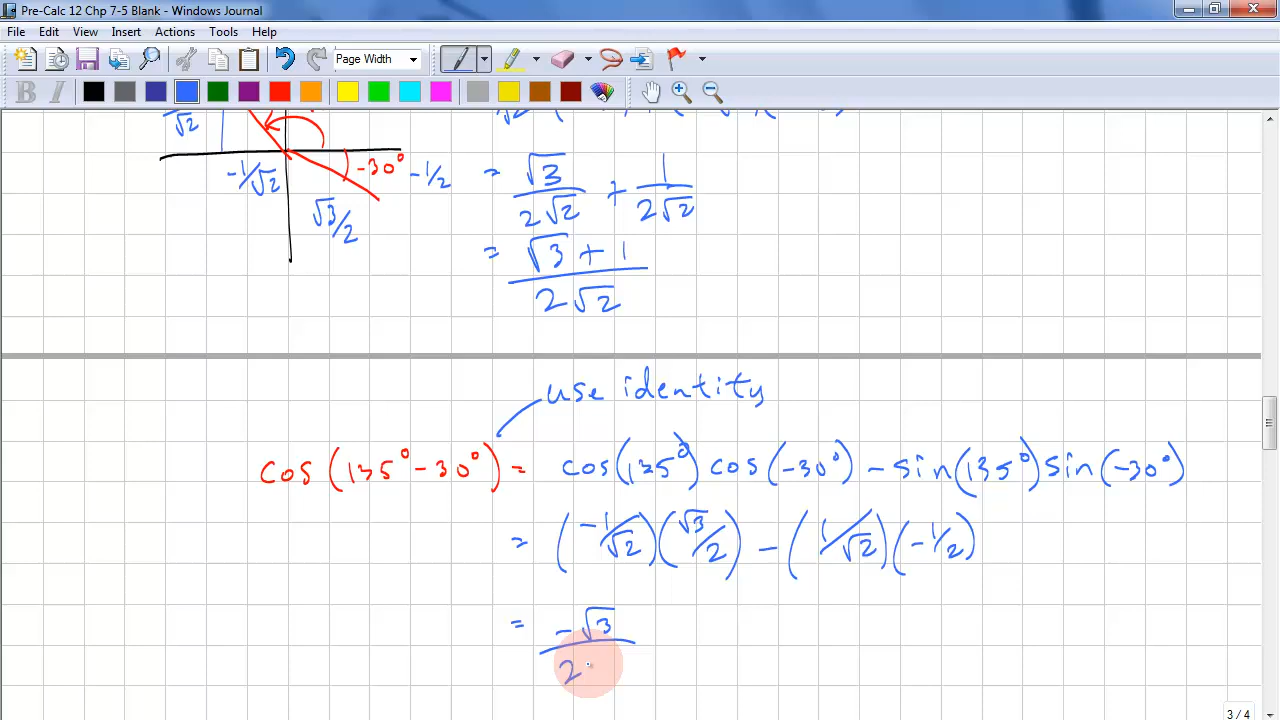 Pre-Calc 12 Chp 7-5 Blank - Windows Journal
File Edit View Insert Actions Tools Help
Page Width
B I
√2
-1/√2
-30° -1/2
√3/2
= √3/2√2 + 1/2√2
= √3 + 1/2√2
use identity
cos(135° - 30°) = cos(135°) cos(-30°) - sin(135°) sin(-30°)
= (-1/√2)(√3/2) - (1/√2)(-1/2)
= -√3/2
3 / 4